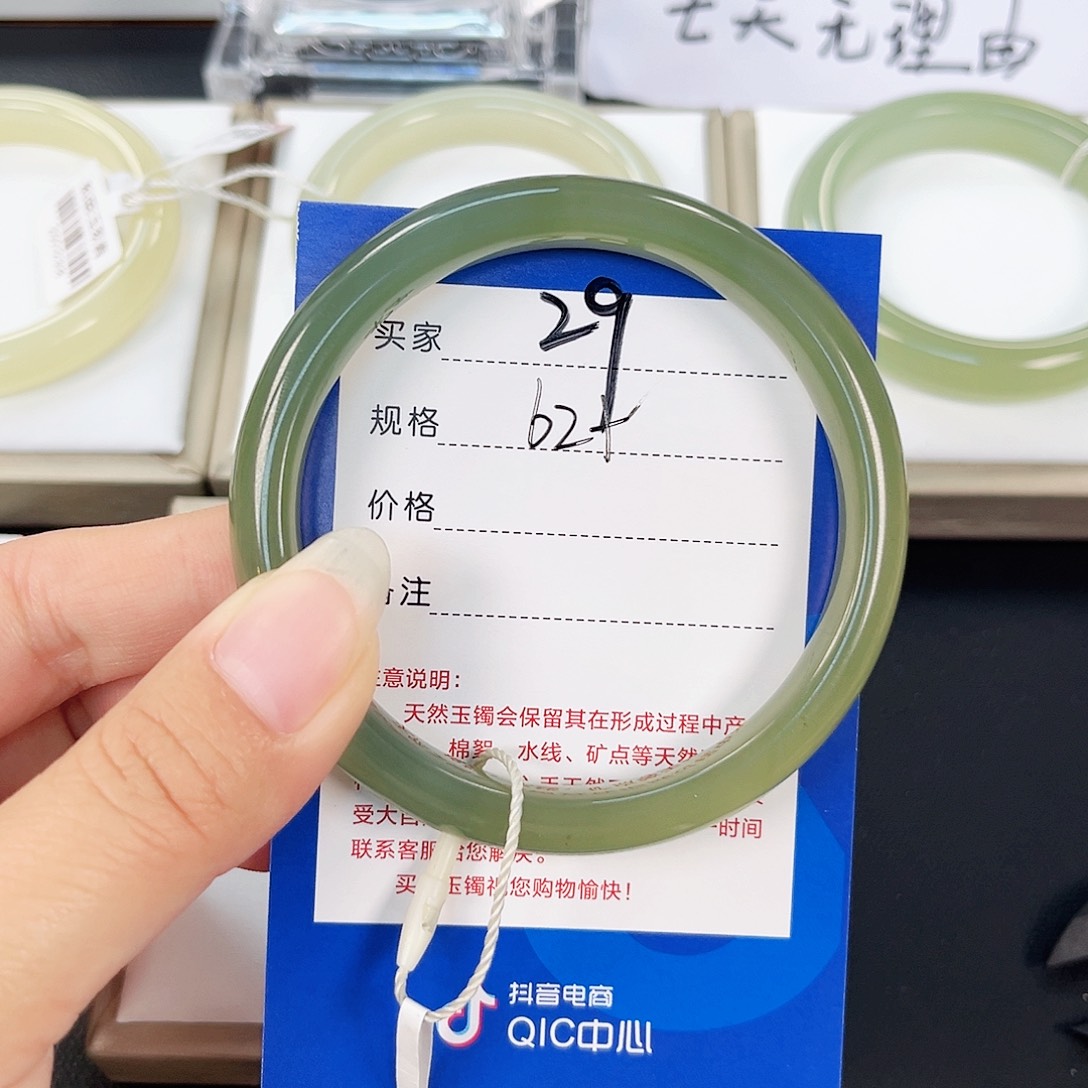 七天无理由
买家 29
规格 62+
价格
注
意说明：
天然玉镯会保留其在形成过程中产
棉絮、水线、矿点等天然
受大自 一时间
联系客服给您解决。
买 玉镯祝您购物愉快！
抖音电商
QIC中心